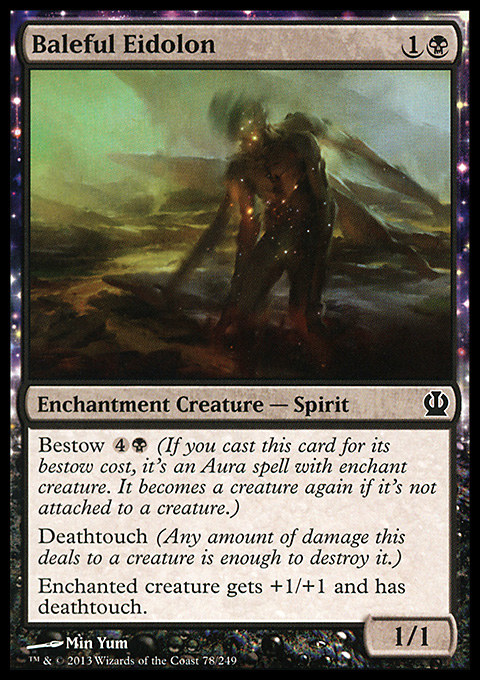 Baleful Eidolon 1
Enchantment Creature — Spirit
Bestow 4 (If you cast this card for its
bestow cost, it's an Aura spell with enchant
creature. It becomes a creature again if it's not
attached to a creature.)
Deathtouch (Any amount of damage this
deals to a creature is enough to destroy it.)
Enchanted creature gets +1/+1 and has
deathtouch.
Min Yum
1/1
™ & © 2013 Wizards of the Coast 78/249